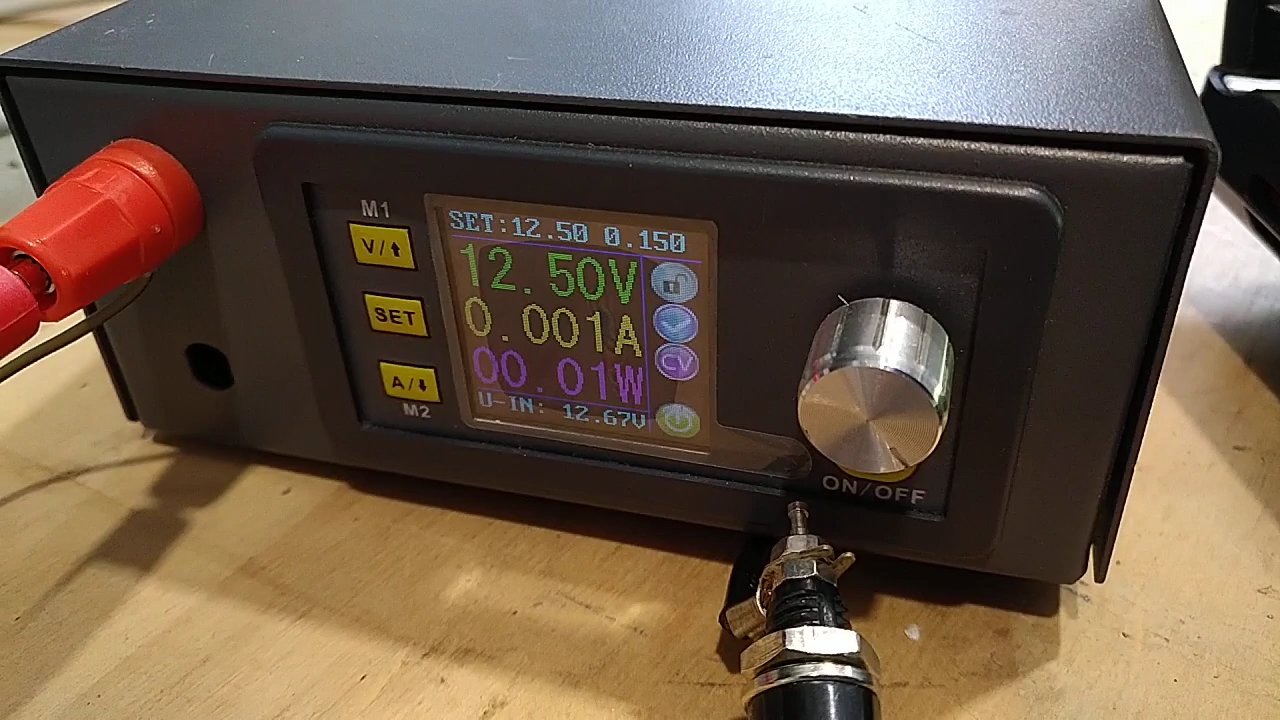 M1
V/⬆
SET
A/⬇
M2
SET:12.50 0.150
12.50V
0.001A
00.01W
U-IN: 12.67V
CV
ON/OFF